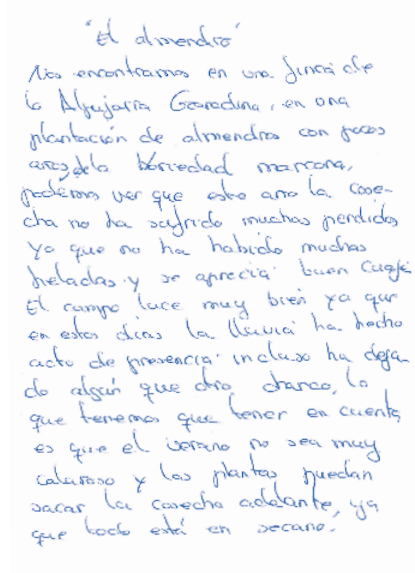 "El almendro"
Nos encontramos en una finca de
la Alpujarra Granadina, en una
plantación de almendros con pocos
años de la bariedad marcona,
podemos ver que este año la cose-
cha no ha sufrido muchas perdidas
ya que no ha habido muchas
heladas y se aprecia buen cuaje
El campo luce muy bien ya que
en estos días la lluvia ha hecho
acto de presencia incluso ha deja-
do algún que otro charco, lo
que tenemos que tener en cuenta
es que el verano no sea muy
caluroso y las plantas puedan
sacar la cosecha adelante, ya
que todo está en secano.